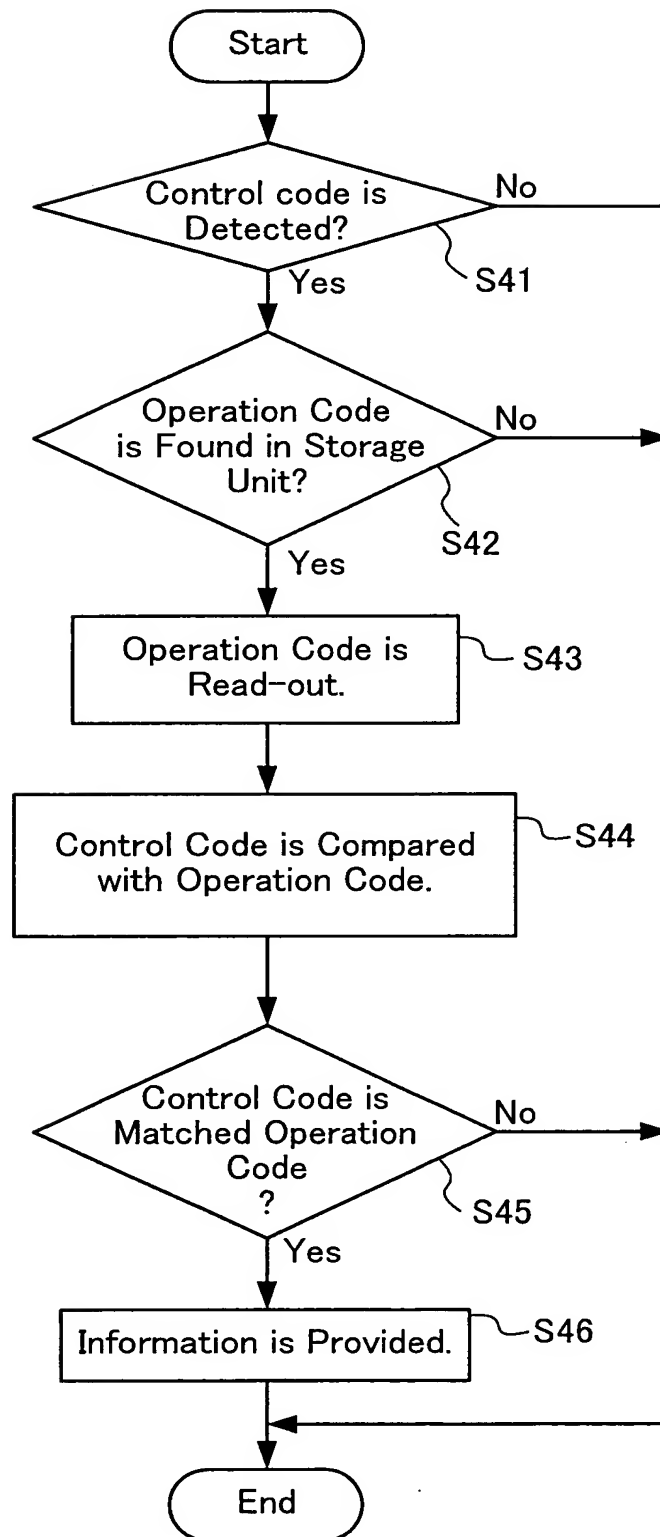 Start
Control code is
Detected?
No
S41
Yes
Operation Code
is Found in Storage
Unit?
No
S42
Yes
Operation Code is
Read-out.
S43
Control Code is Compared
with Operation Code.
S44
Control Code is
Matched Operation
Code
?
No
S45
Yes
Information is Provided.
S46
End